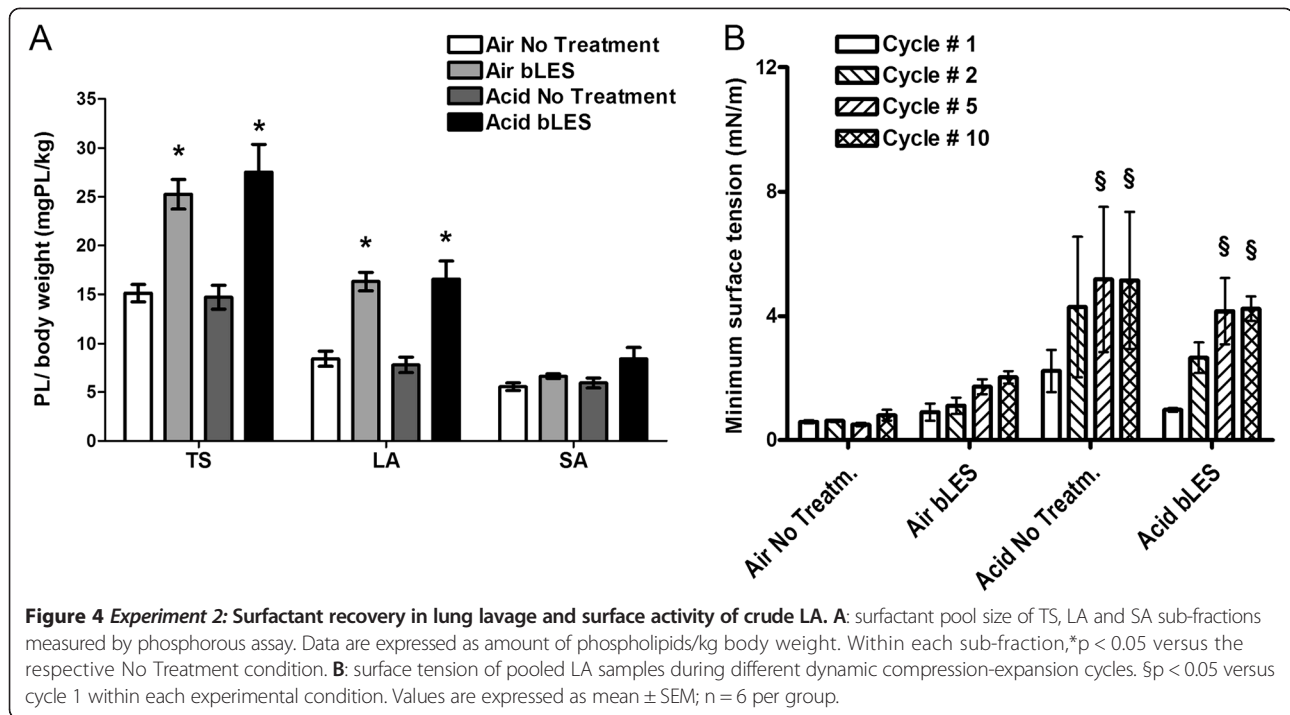 A
Air No Treatment
Air bLES
Acid No Treatment
Acid bLES
PL/ body weight (mgPL/kg)
35
30
25
20
15
10
5
0
* *
* *
TS LA SA
B
Cycle # 1
Cycle # 2
Cycle # 5
Cycle # 10
Minimum surface tension (mN/m)
12
8
4
0
§ §
§ §
Air No Treatm.
Air bLES
Acid No Treatm.
Acid bLES
Figure 4 Experiment 2: Surfactant recovery in lung lavage and surface activity of crude LA. A: surfactant pool size of TS, LA and SA sub-fractions
measured by phosphorous assay. Data are expressed as amount of phospholipids/kg body weight. Within each sub-fraction,*p < 0.05 versus the
respective No Treatment condition. B: surface tension of pooled LA samples during different dynamic compression-expansion cycles. §p < 0.05 versus
cycle 1 within each experimental condition. Values are expressed as mean ± SEM; n = 6 per group.